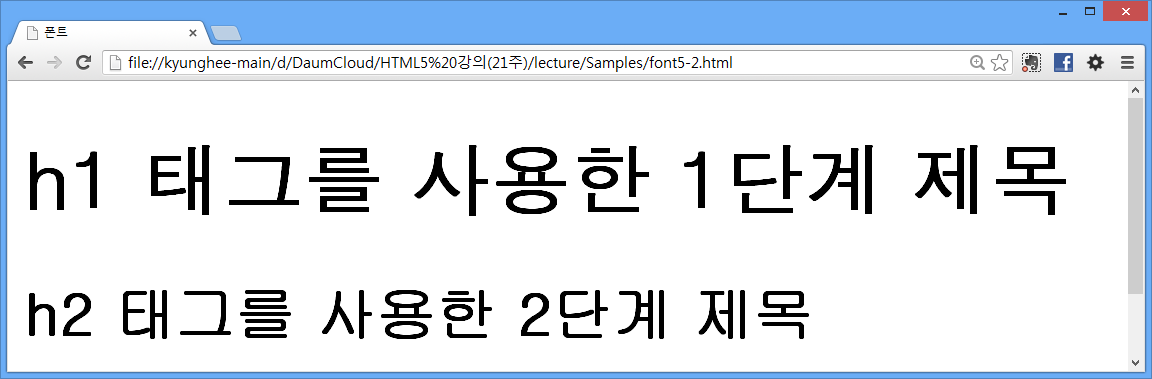 폰트
file://kyunghee-main/d/DaumCloud/HTML5%20강의(21주)/lecture/Samples/font5-2.html
h1 태그를 사용한 1단계 제목
h2 태그를 사용한 2단계 제목